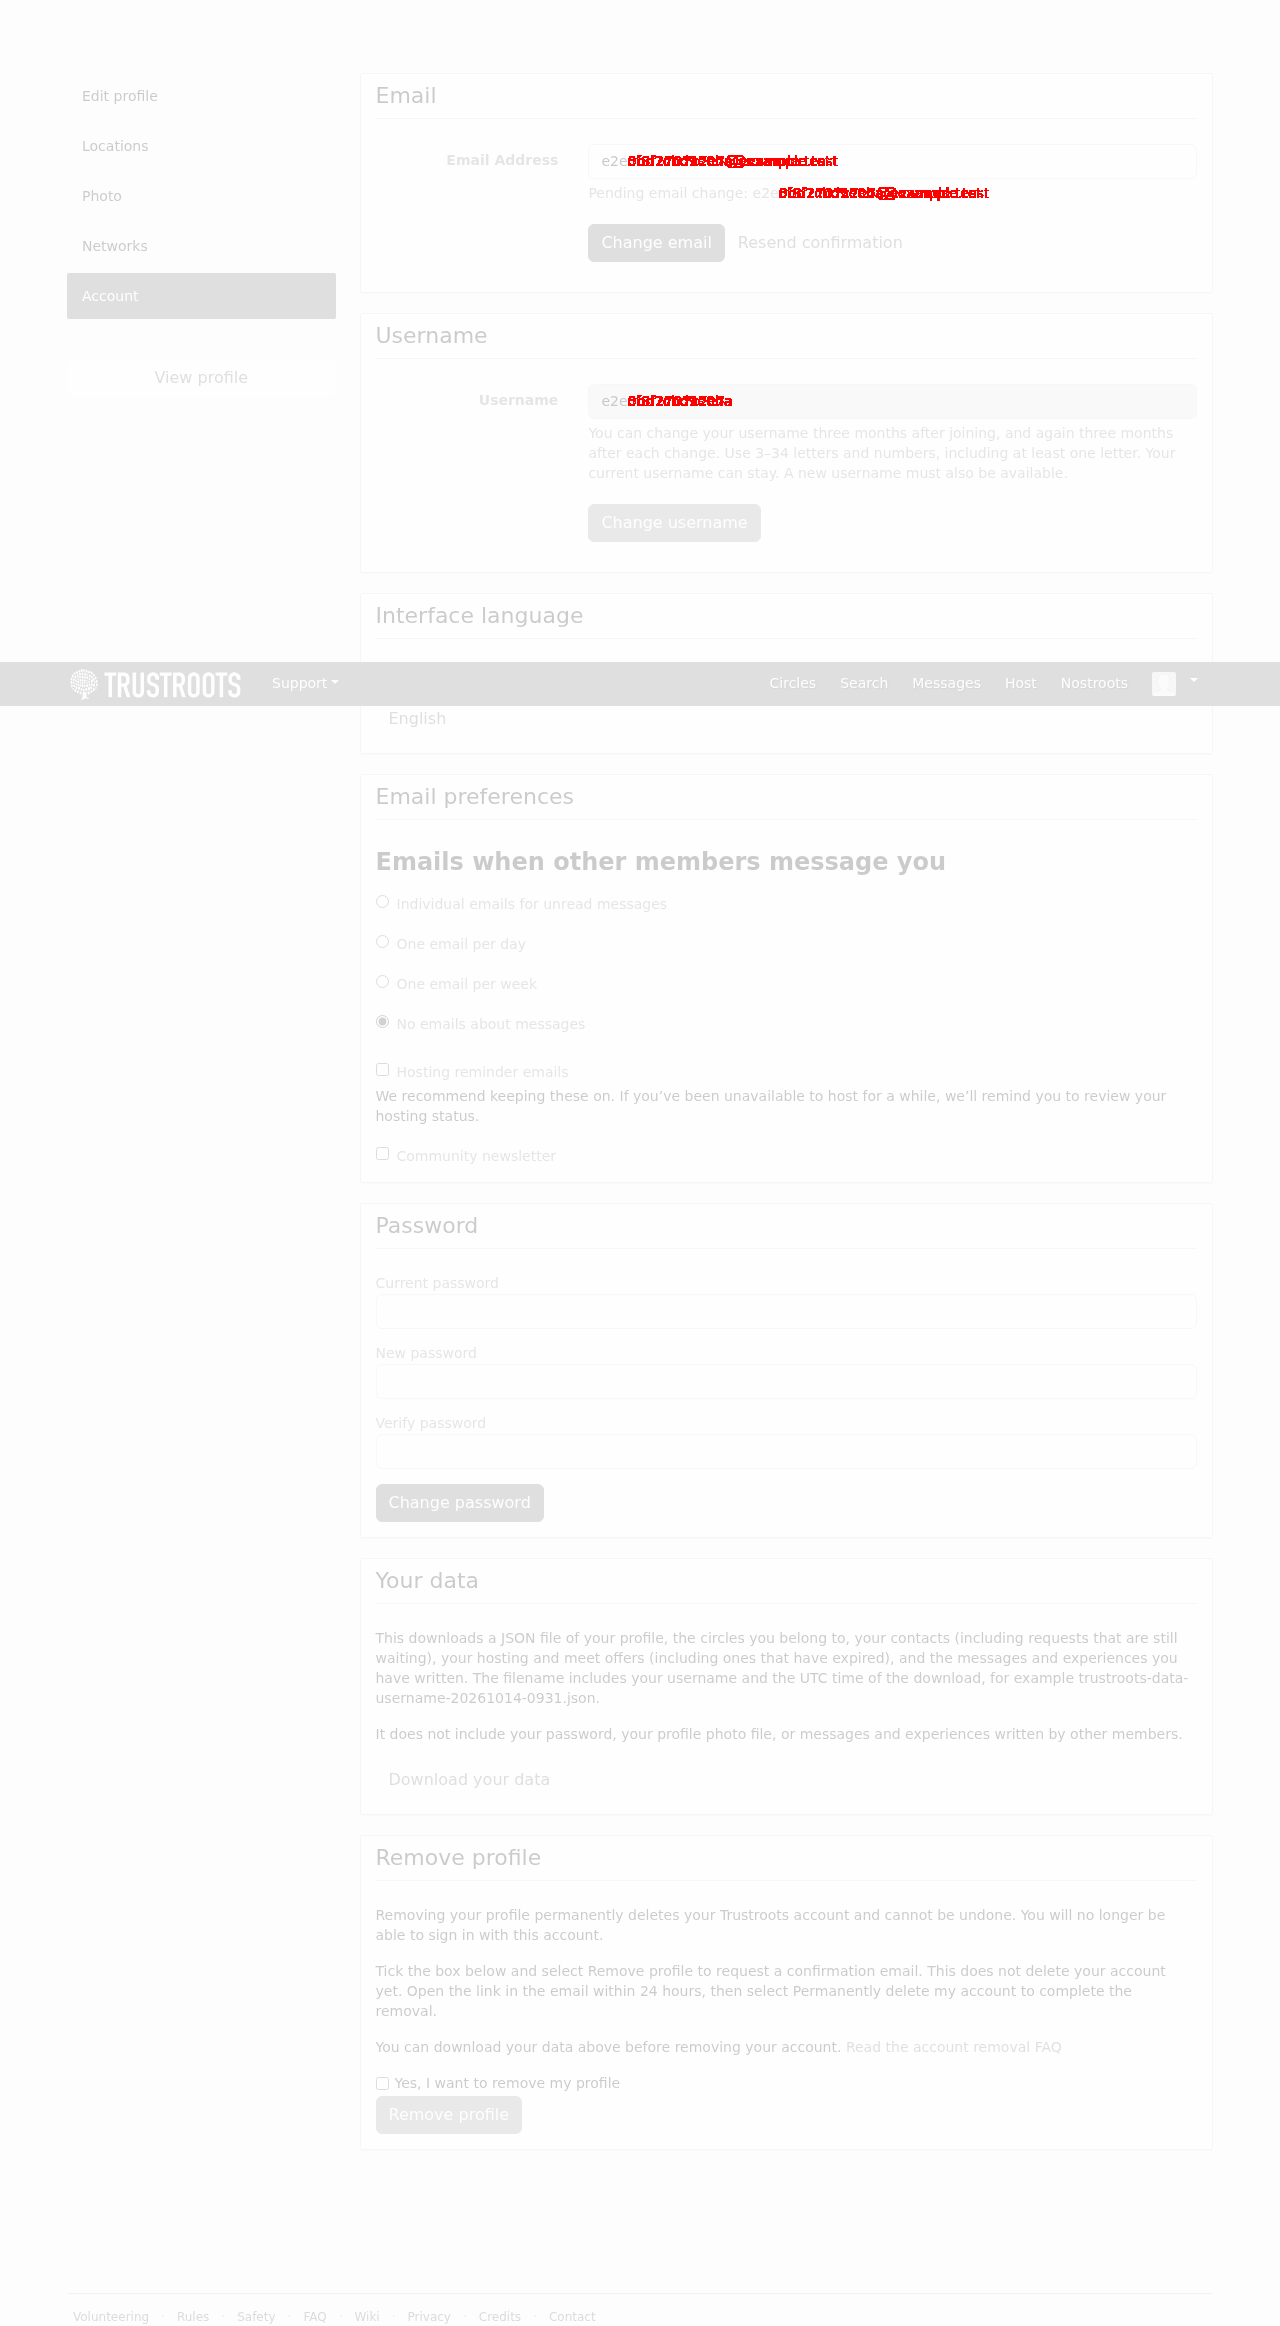 Edit profile
Locations
Photo
Networks
Account
View profile
Email
Email Address
Pending email change:
Change email Resend confirmation
Username
Username
You can change your username three months after joining, and again three months
after each change. Use 3–34 letters and numbers, including at least one letter. Your
current username can stay. A new username must also be available.
Change username
Interface language
TRUSTROOTS Support Circles Search Messages Host Nostroots
English
Email preferences
Emails when other members message you
Individual emails for unread messages
One email per day
One email per week
No emails about messages
Hosting reminder emails
We recommend keeping these on. If you’ve been unavailable to host for a while, we’ll remind you to review your
hosting status.
Community newsletter
Password
Current password
New password
Verify password
Change password
Your data
This downloads a JSON file of your profile, the circles you belong to, your contacts (including requests that are still
waiting), your hosting and meet offers (including ones that have expired), and the messages and experiences you
have written. The filename includes your username and the UTC time of the download, for example trustroots-data-
username-20261014-0931.json.
It does not include your password, your profile photo file, or messages and experiences written by other members.
Download your data
Remove profile
Removing your profile permanently deletes your Trustroots account and cannot be undone. You will no longer be
able to sign in with this account.
Tick the box below and select Remove profile to request a confirmation email. This does not delete your account
yet. Open the link in the email within 24 hours, then select Permanently delete my account to complete the
removal.
You can download your data above before removing your account. Read the account removal FAQ
Yes, I want to remove my profile
Remove profile
Volunteering · Rules · Safety · FAQ · Wiki · Privacy · Credits · Contact